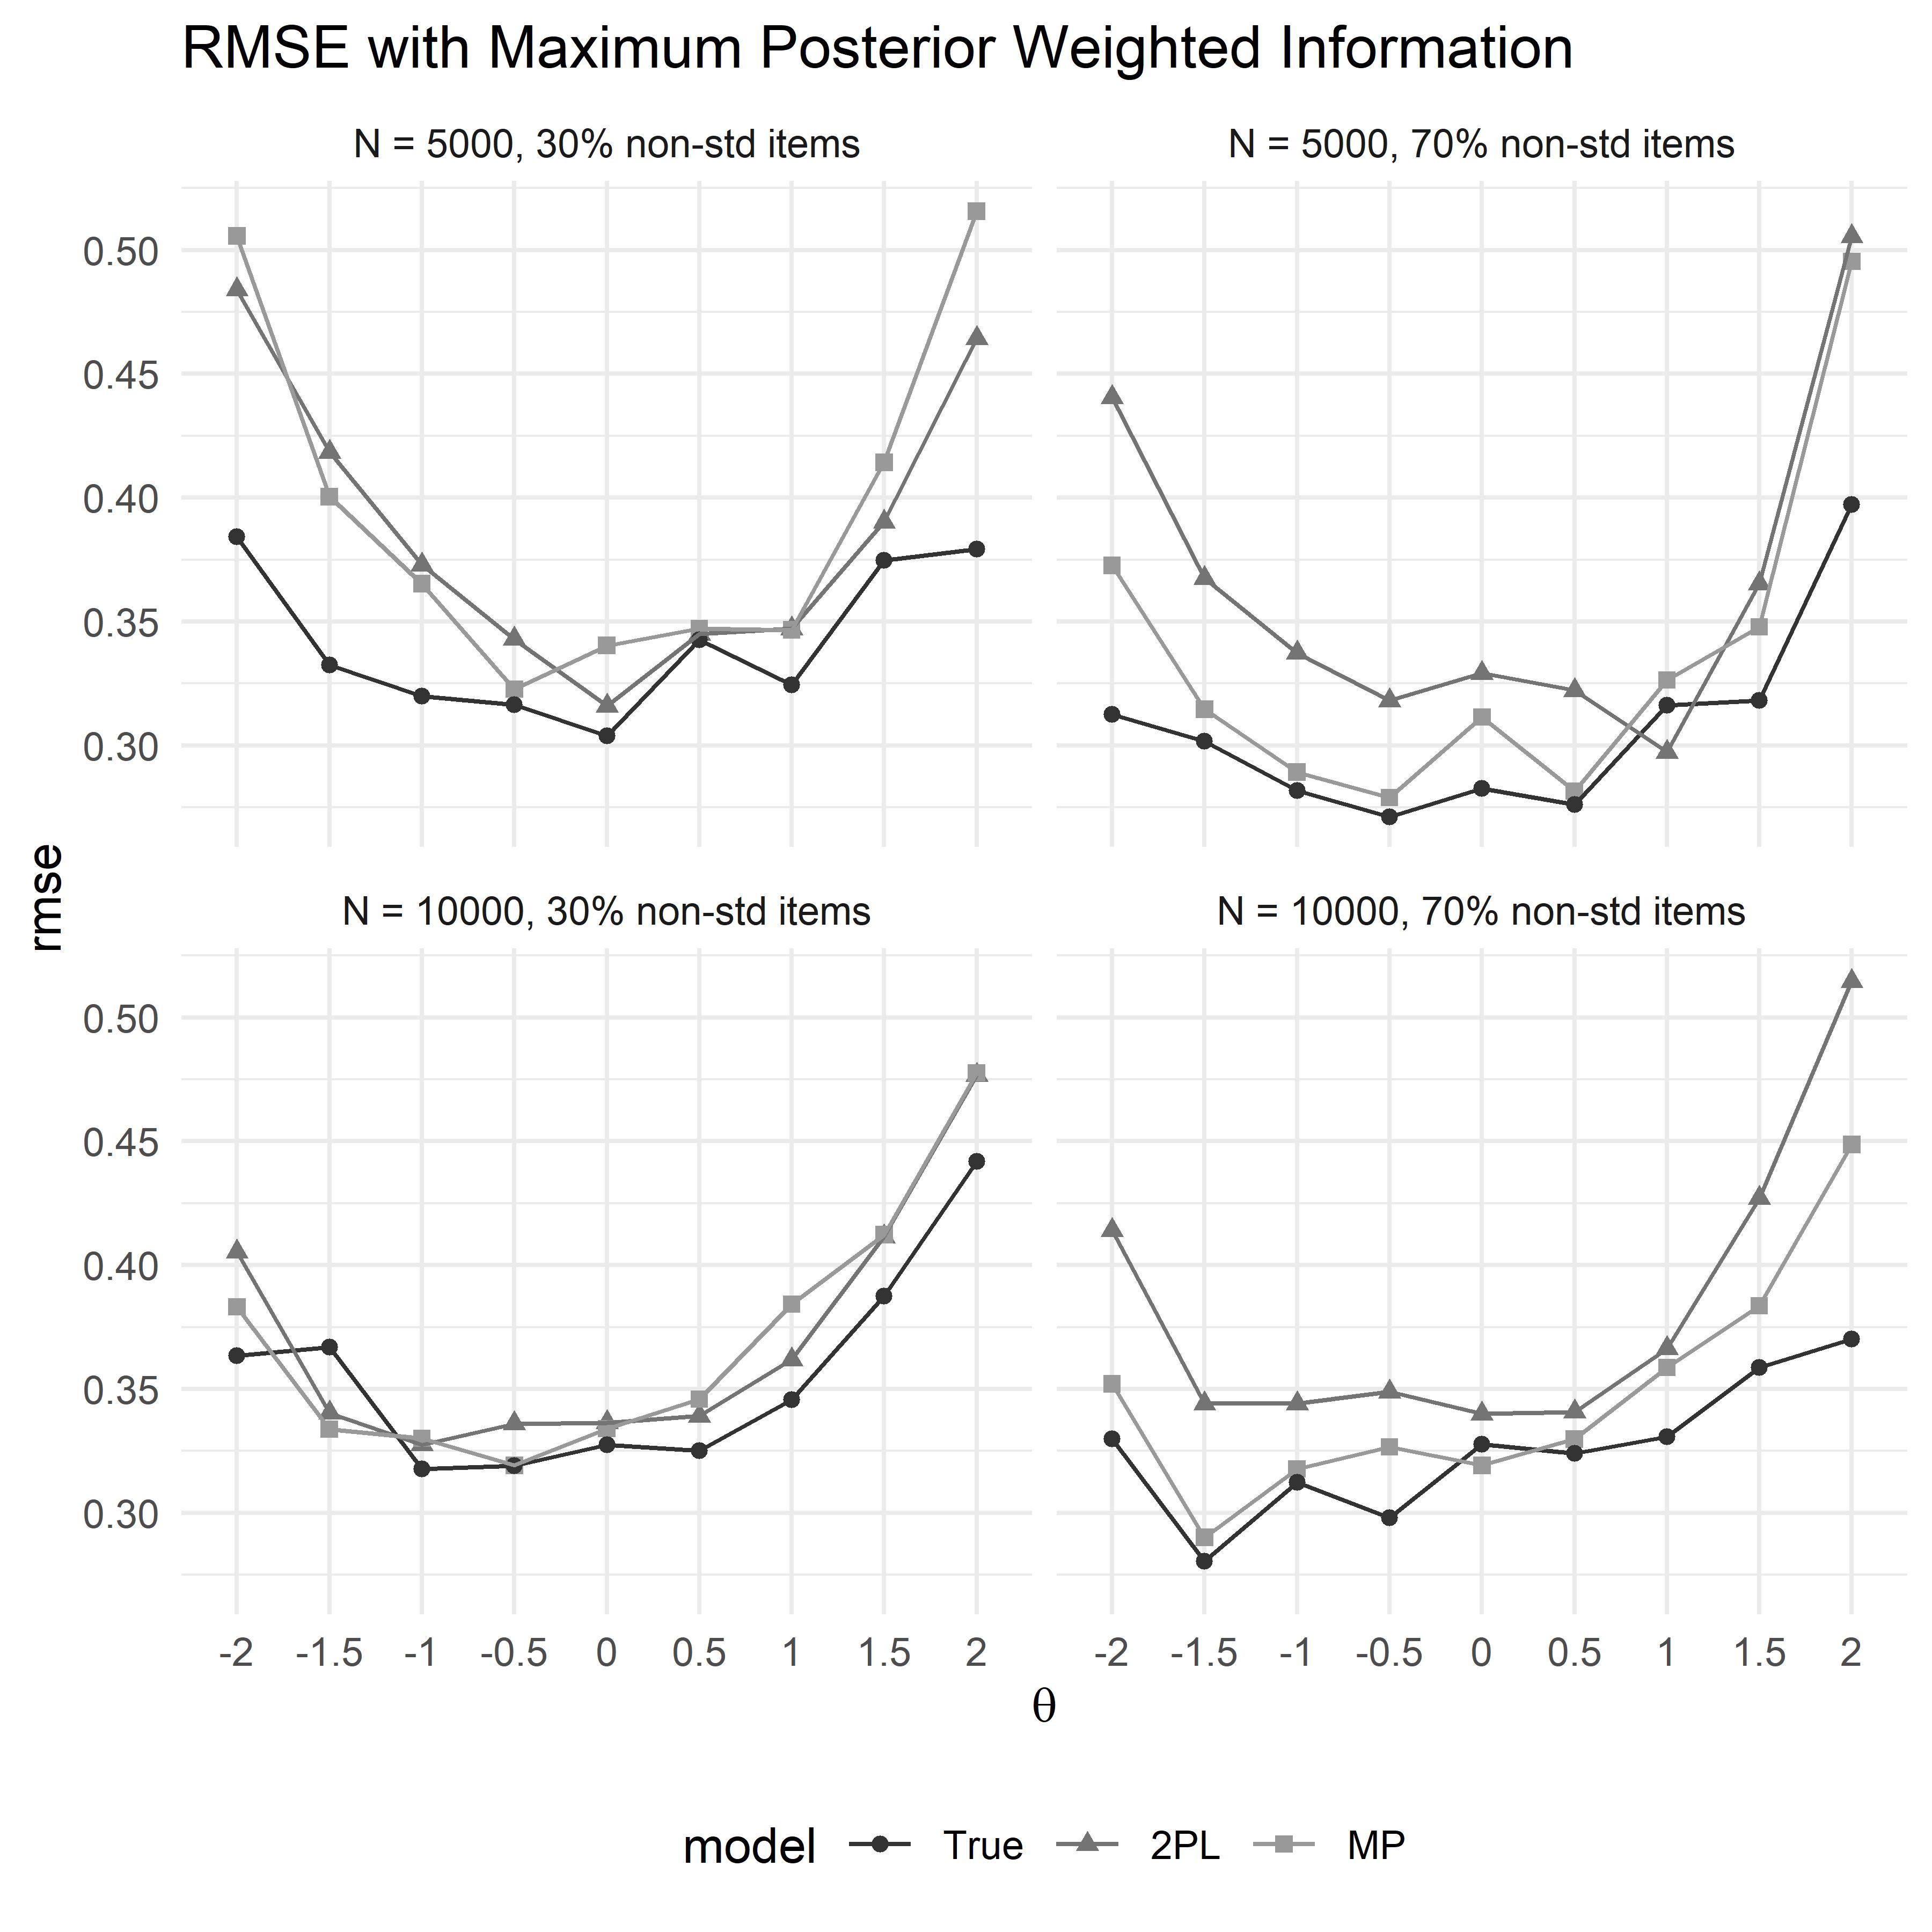 RMSE with Maximum Posterior Weighted Information
N = 5000, 30% non-std items
N = 5000, 70% non-std items
0.50
0.45
0.40
0.35
0.30
rmse
N = 10000, 30% non-std items
N = 10000, 70% non-std items
0.50
0.45
0.40
0.35
0.30
-2 -1.5 -1 -0.5 0 0.5 1 1.5 2
-2 -1.5 -1 -0.5 0 0.5 1 1.5 2
θ
model True 2PL MP